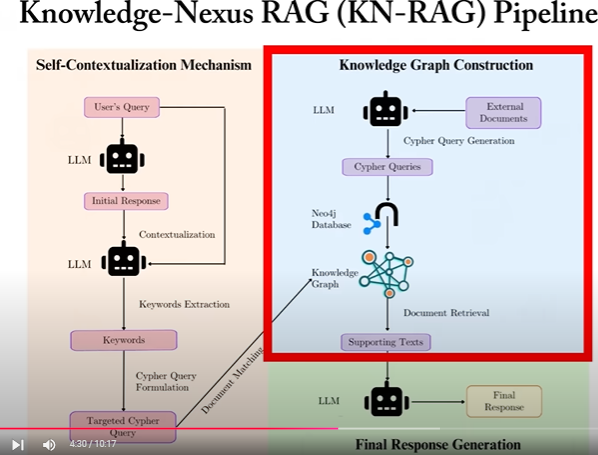 Knowledge-Nexus RAG (KN-RAG) Pipeline
Self-Contextualization Mechanism
User's Query
LLM
Initial Response
Contextualization
LLM
Keywords Extraction
Keywords
Cypher Query
Formulation
Targeted Cypher
Query
Document Matching
Knowledge Graph Construction
LLM
External
Documents
Cypher Query Generation
Cypher Queries
Neo4j
Database
Knowledge
Graph
Document Retrieval
Supporting Texts
LLM
Final
Response
Final Response Generation
4:30 / 10:17